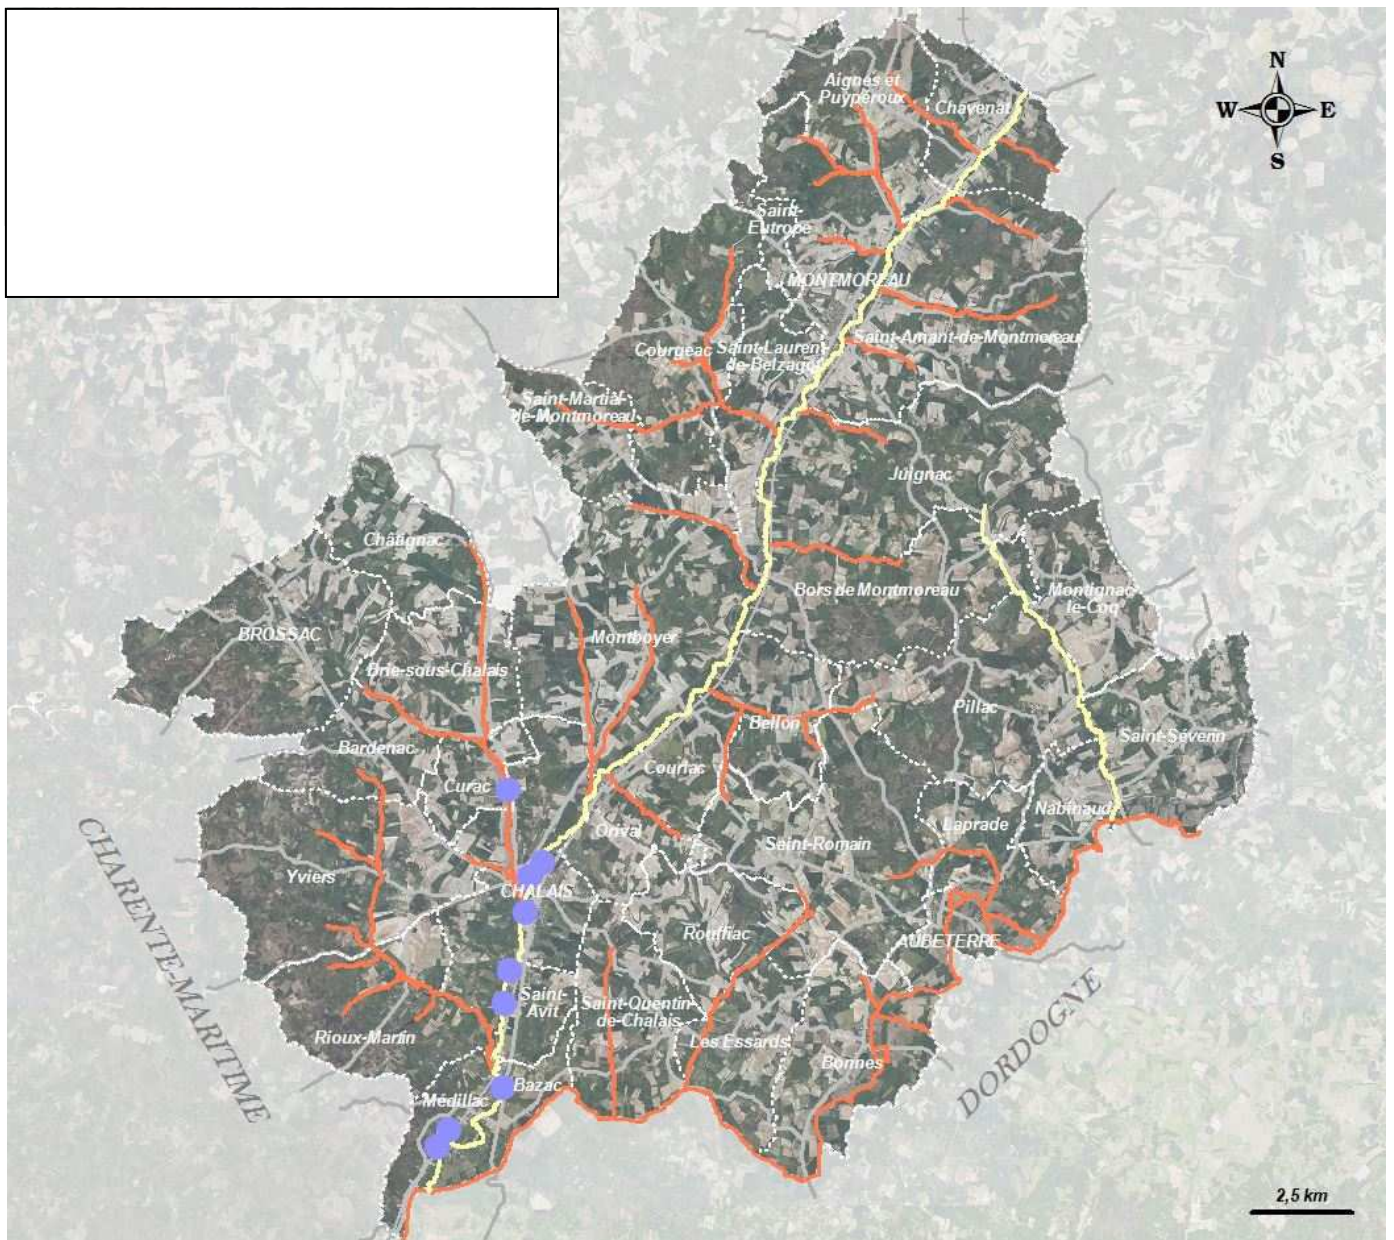 N
W
E
S
Aignes et
Puypéroux
Chavenat
Saint-
Eutrope
MONTMOREAU
Courgeac
Saint-Laurent-
de-Belzagot
Saint-Amant-de-Montmoreau
Saint-Martial-
de-Montmoreau
Juignac
Châtignac
Bors de Montmoreau
Montignac
le-Coq
BROSSAC
Montboyer
Brie-sous-Chalais
Bellon
Pillac
Saint-Séverin
Bardenac
Courlac
Curac
Nabinaud
Laprade
Orival
Saint-Romain
Yviers
CHALAIS
Rouffiac
AUBETERRE
CHARENTE-MARITIME
Saint-
Avit
Saint-Quentin-
de-Chalais
Rioux-Martin
Les Essards
Bonnes
DORDOGNE
Bazac
Médillac
2,5 km